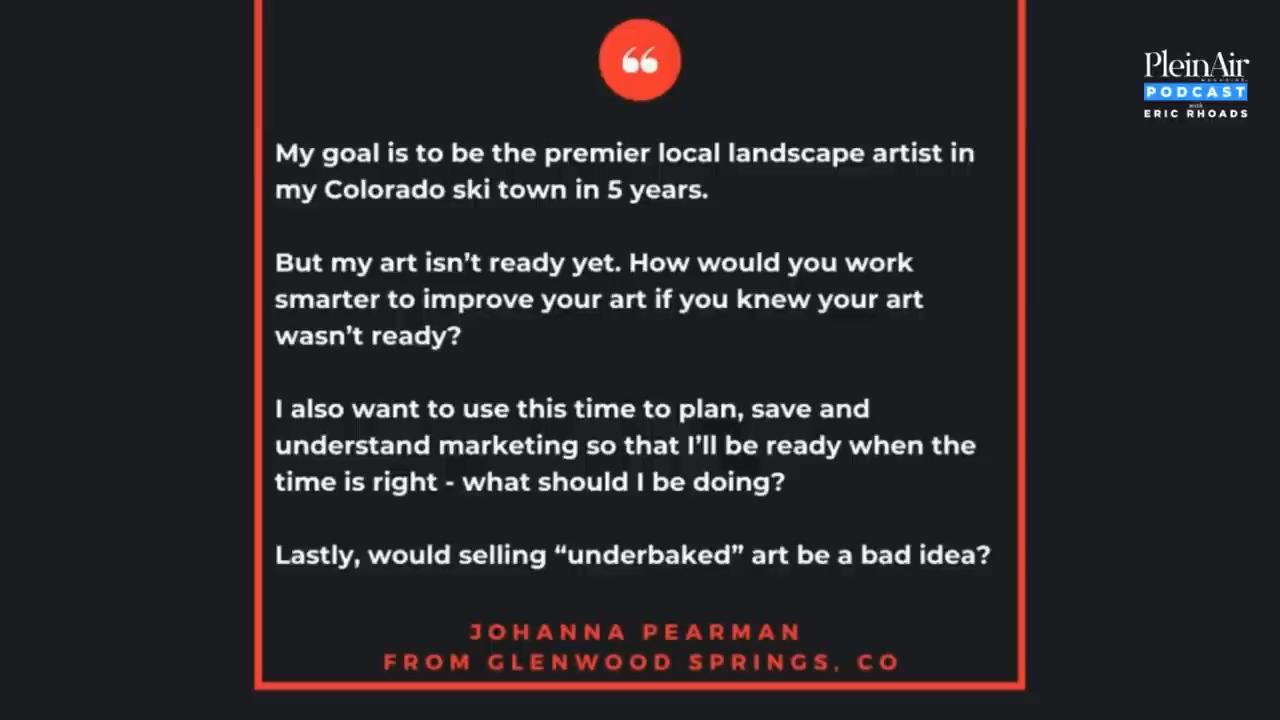 “
My goal is to be the premier local landscape artist in
my Colorado ski town in 5 years.
But my art isn’t ready yet. How would you work
smarter to improve your art if you knew your art
wasn’t ready?
I also want to use this time to plan, save and
understand marketing so that I’ll be ready when the
time is right - what should I be doing?
Lastly, would selling “underbaked” art be a bad idea?
JOHANNA PEARMAN
FROM GLENWOOD SPRINGS, CO
PleinAir
MAGAZINE
PODCAST
with
ERIC RHOADS